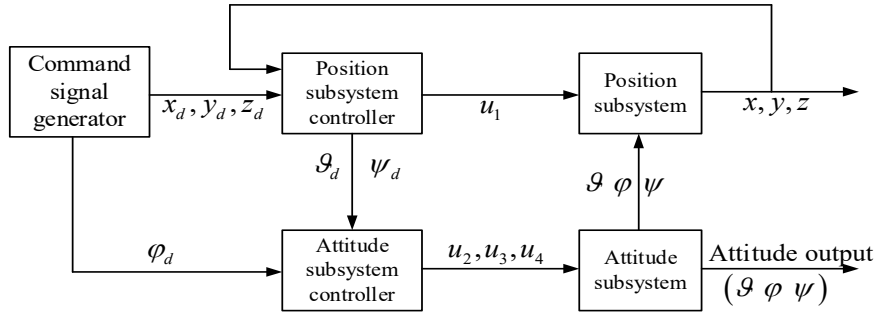 Command
signal
generator
x_d, y_d, z_d
Position
subsystem
controller
u_1
Position
subsystem
x, y, z
ϑ_d ψ_d
ϑ φ ψ
φ_d
Attitude
subsystem
controller
u_2, u_3, u_4
Attitude
subsystem
Attitude output
(ϑ φ ψ)